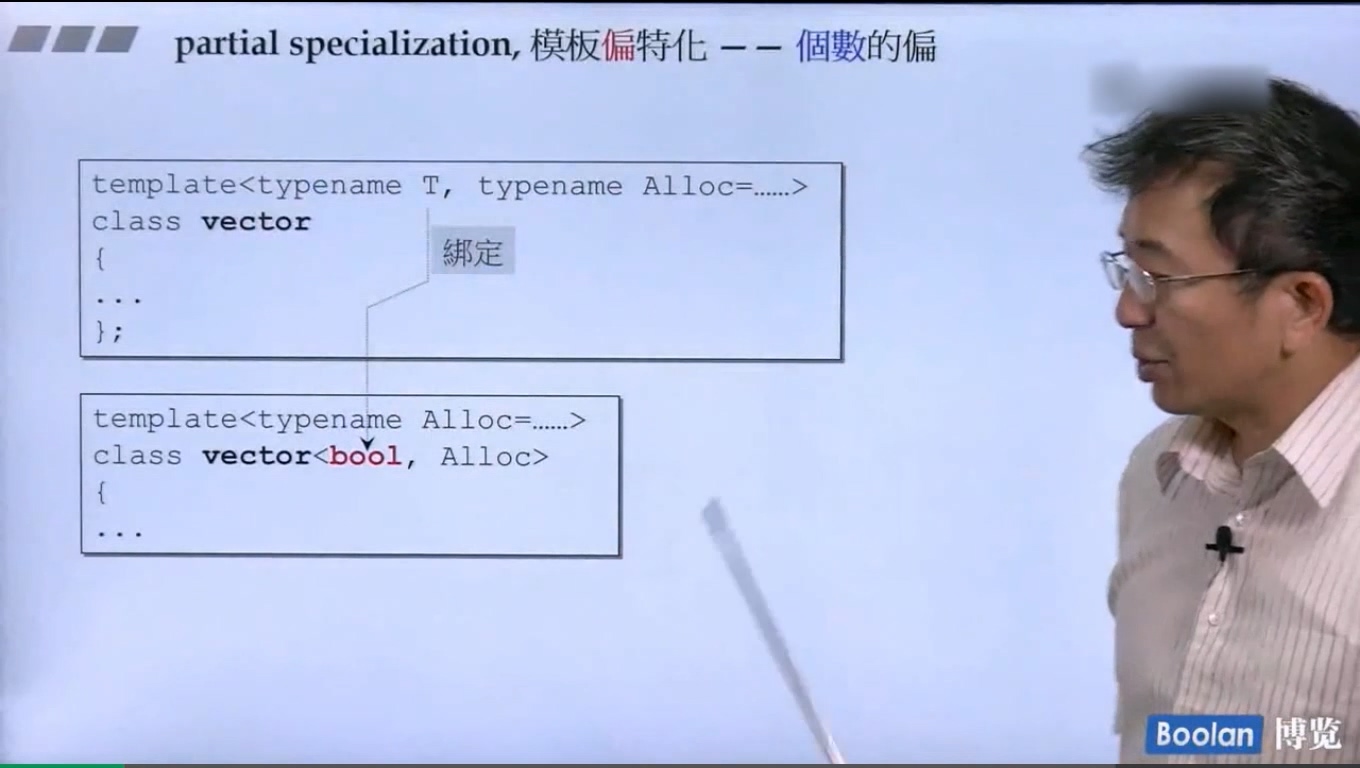 partial specialization, 模板偏特化 —— 個數的偏
template<typename T, typename Alloc=……>
class vector
{
...
};
綁定
template<typename Alloc=……>
class vector<bool, Alloc>
{
...
Boolan 博览